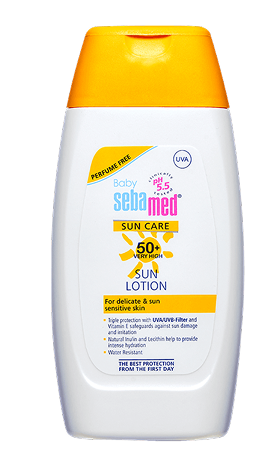 PERFUME FREE
UVA
Baby
sebamed®
clinically tested
pH 5.5
SUN CARE
50+
VERY HIGH
SUN
LOTION
For delicate & sun
sensitive skin
• Triple protection with UVA/UVB-Filter and
Vitamin E safeguards against sun damage
and irritation
• Natural Inulin and Lecithin help to provide
intense hydration
• Water Resistant
THE BEST PROTECTION
FROM THE FIRST DAY